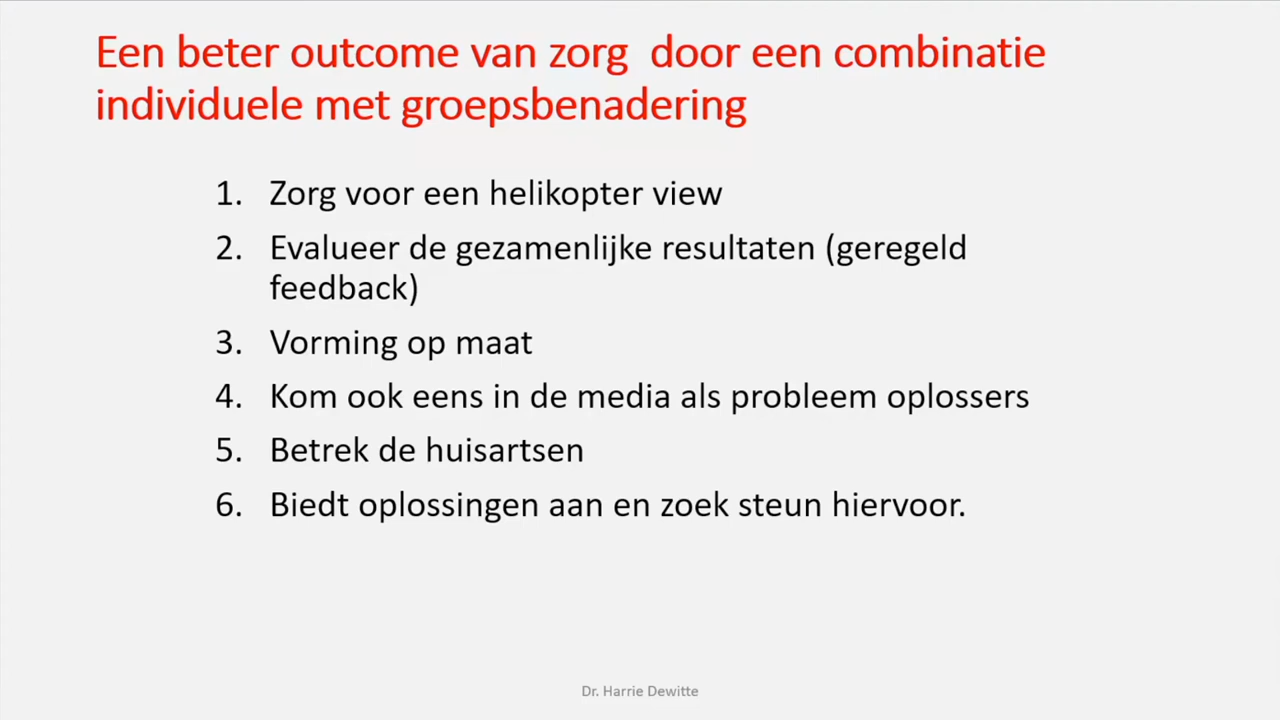 Een beter outcome van zorg  door een combinatie
individuele met groepsbenadering
1. Zorg voor een helikopter view
2. Evalueer de gezamenlijke resultaten (geregeld
feedback)
3. Vorming op maat
4. Kom ook eens in de media als probleem oplossers
5. Betrek de huisartsen
6. Biedt oplossingen aan en zoek steun hiervoor.
Dr. Harrie Dewitte